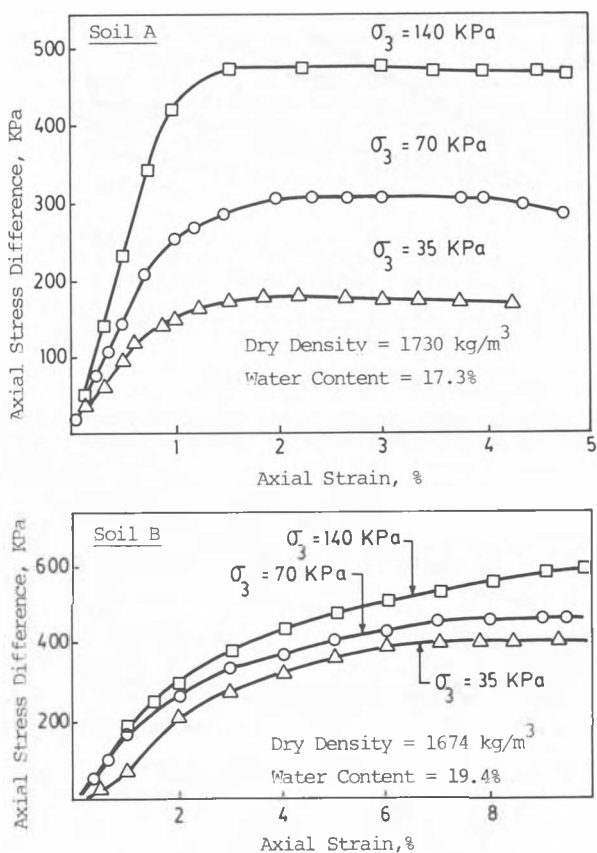 Soil A
σ3 = 140 KPa
σ3 = 70 KPa
σ3 = 35 KPa
Dry Density = 1730 kg/m³
Water Content = 17.3%
500
400
300
200
100
1
2
3
4
5
Axial Stress Difference, KPa
Axial Strain, %
Soil B
σ3 = 140 KPa
σ3 = 70 KPa
σ3 = 35 KPa
Dry Density = 1674 kg/m³
Water Content = 19.4%
600
400
200
2
4
6
8
Axial Stress Difference, KPa
Axial Strain,%